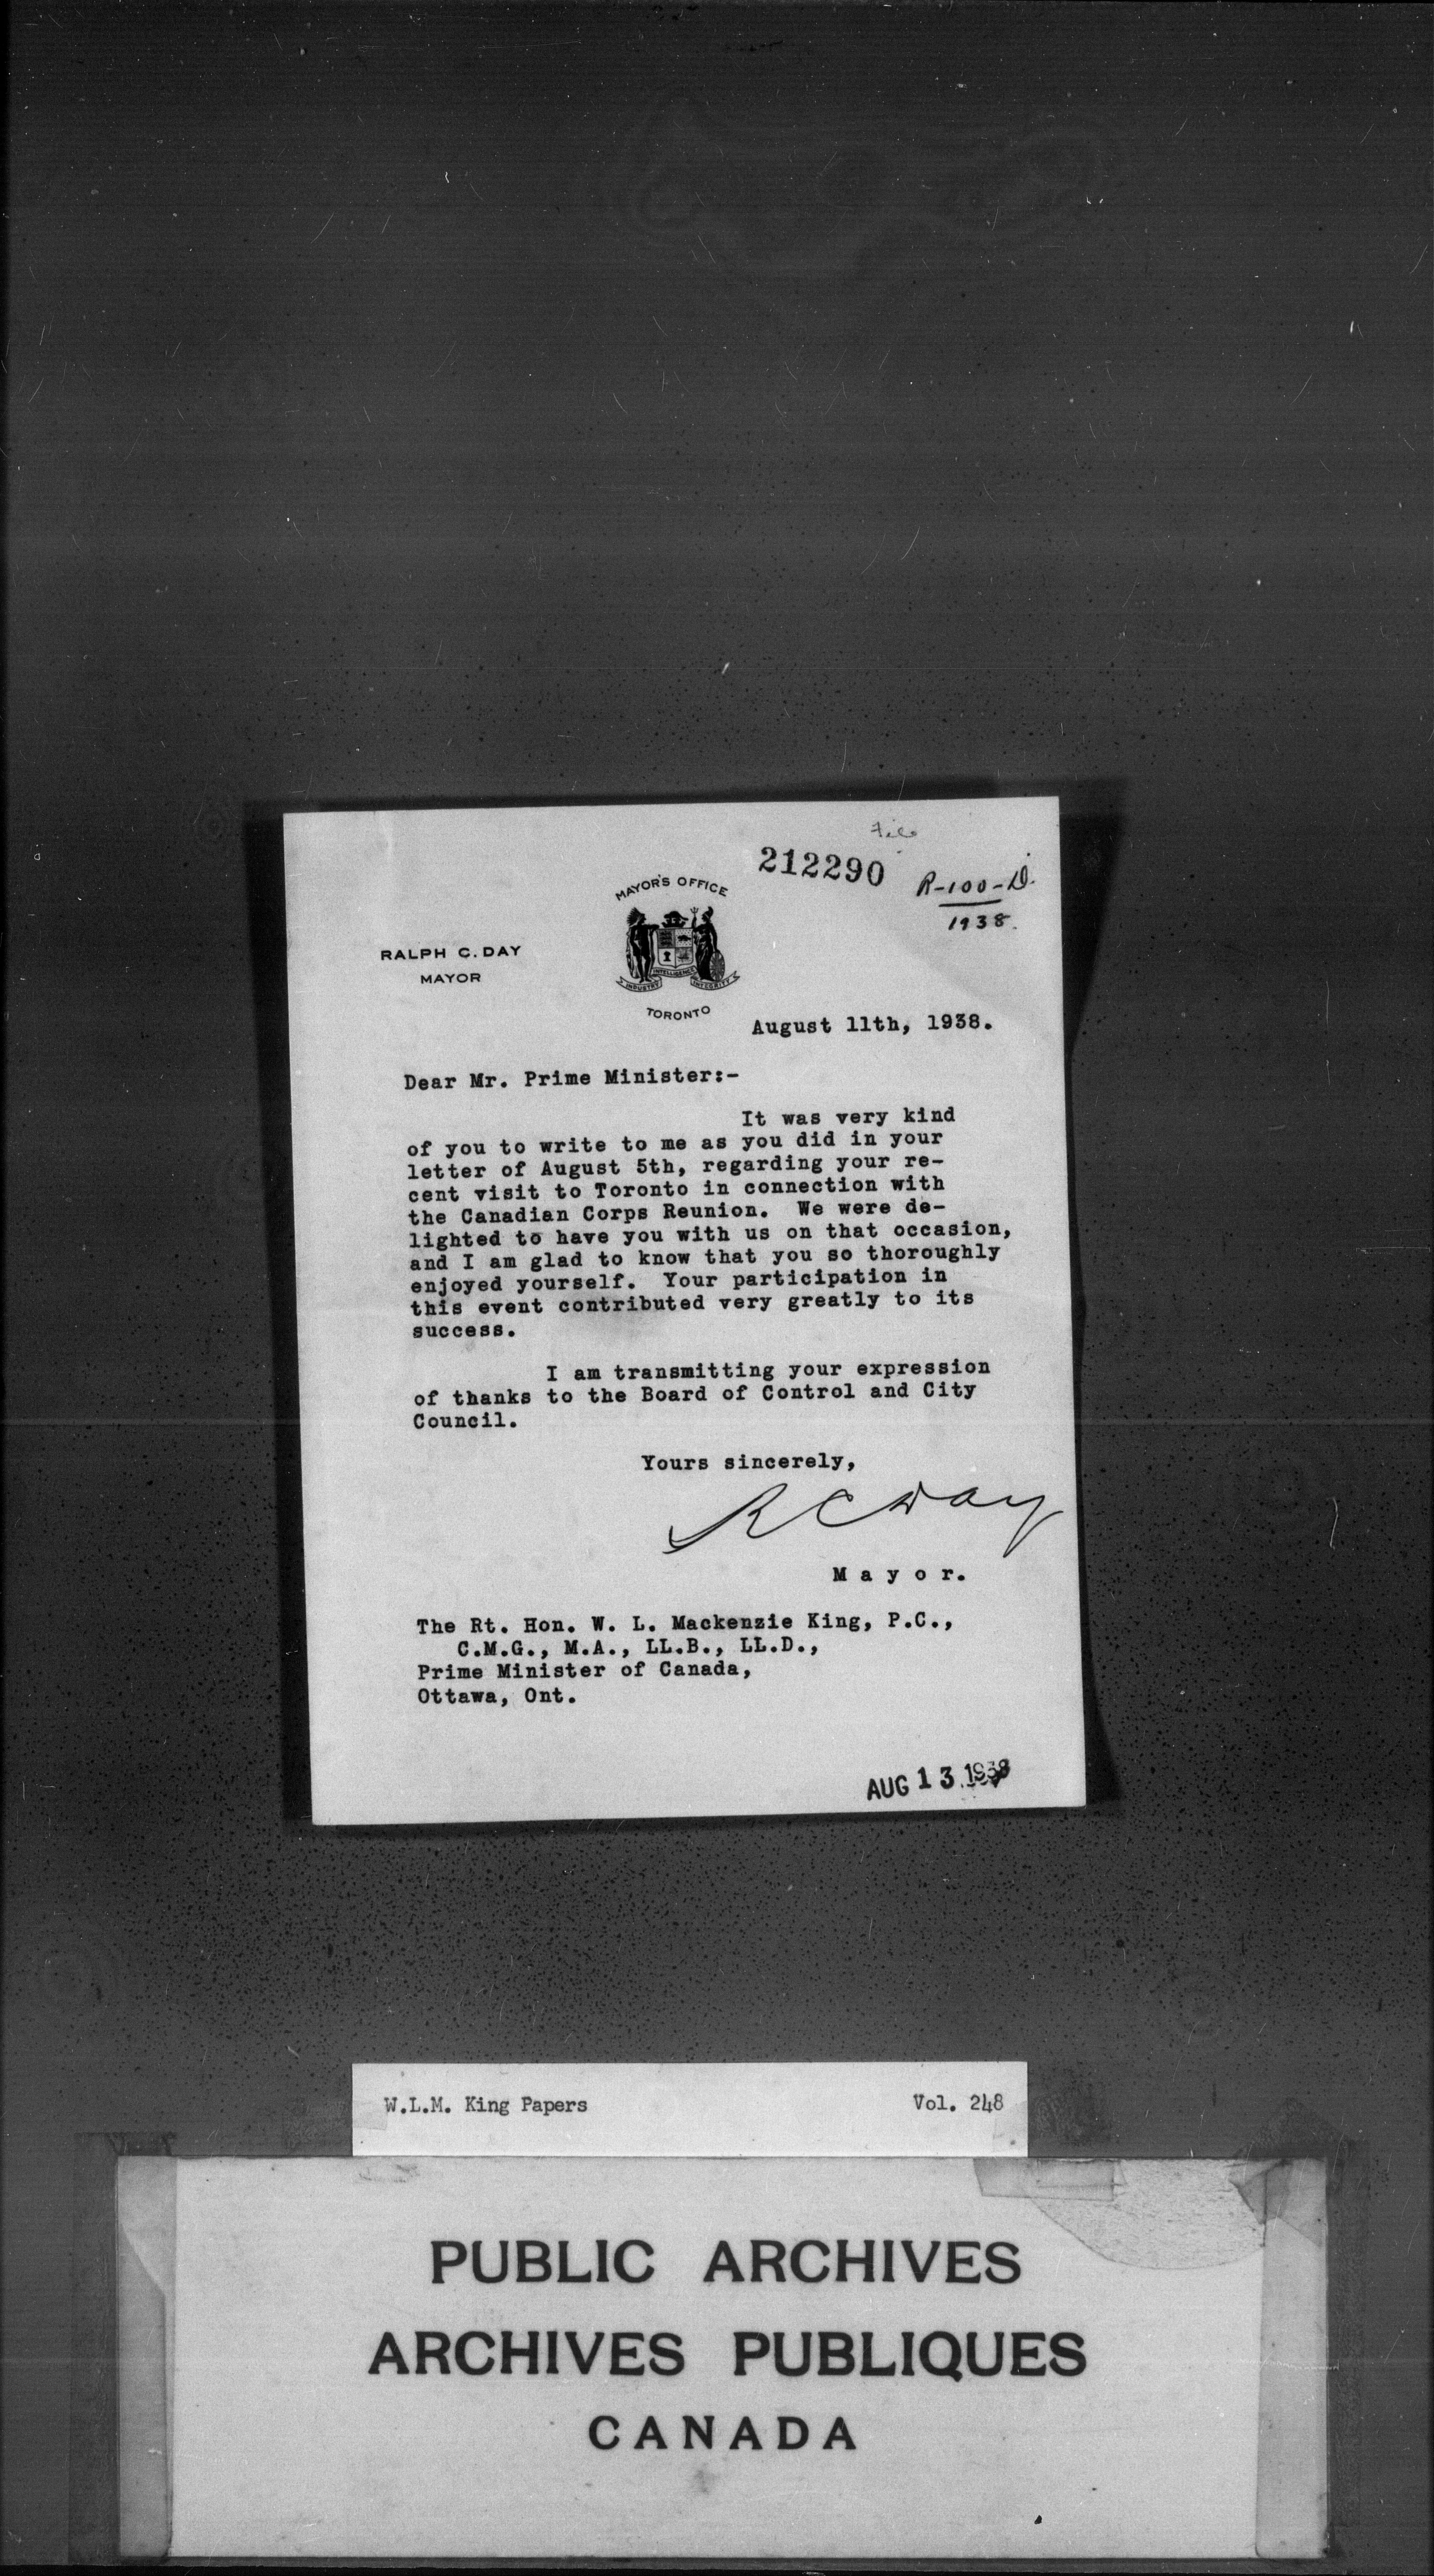 File
212290
R-100-D.
1938.
MAYOR'S OFFICE
RALPH C. DAY
MAYOR
INDUSTRY INTELLIGENCE INTEGRITY
TORONTO
August 11th, 1938.
Dear Mr. Prime Minister:-
It was very kind
of you to write to me as you did in your
letter of August 5th, regarding your re-
cent visit to Toronto in connection with
the Canadian Corps Reunion. We were de-
lighted to have you with us on that occasion,
and I am glad to know that you so thoroughly
enjoyed yourself. Your participation in
this event contributed very greatly to its
success.
I am transmitting your expression
of thanks to the Board of Control and City
Council.
Yours sincerely,
R C Day
M a y o r.
The Rt. Hon. W. L. Mackenzie King, P.C.,
C.M.G., M.A., LL.B., LL.D.,
Prime Minister of Canada,
Ottawa, Ont.
AUG 13 1938
W.L.M. King Papers Vol. 248
PUBLIC ARCHIVES
ARCHIVES PUBLIQUES
CANADA